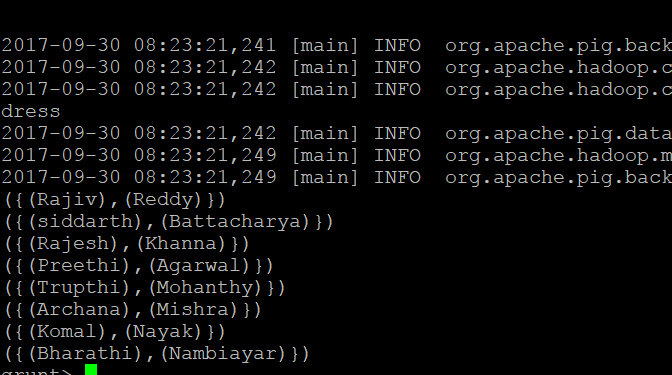 2017-09-30 08:23:21,241 [main] INFO  org.apache.pig.back
2017-09-30 08:23:21,242 [main] INFO  org.apache.hadoop.c
2017-09-30 08:23:21,242 [main] INFO  org.apache.hadoop.c
dress
2017-09-30 08:23:21,242 [main] INFO  org.apache.pig.data
2017-09-30 08:23:21,249 [main] INFO  org.apache.hadoop.m
2017-09-30 08:23:21,249 [main] INFO  org.apache.pig.back
({(Rajiv),(Reddy)})
({(siddarth),(Battacharya)})
({(Rajesh),(Khanna)})
({(Preethi),(Agarwal)})
({(Trupthi),(Mohanthy)})
({(Archana),(Mishra)})
({(Komal),(Nayak)})
({(Bharathi),(Nambiayar)})
grunt>